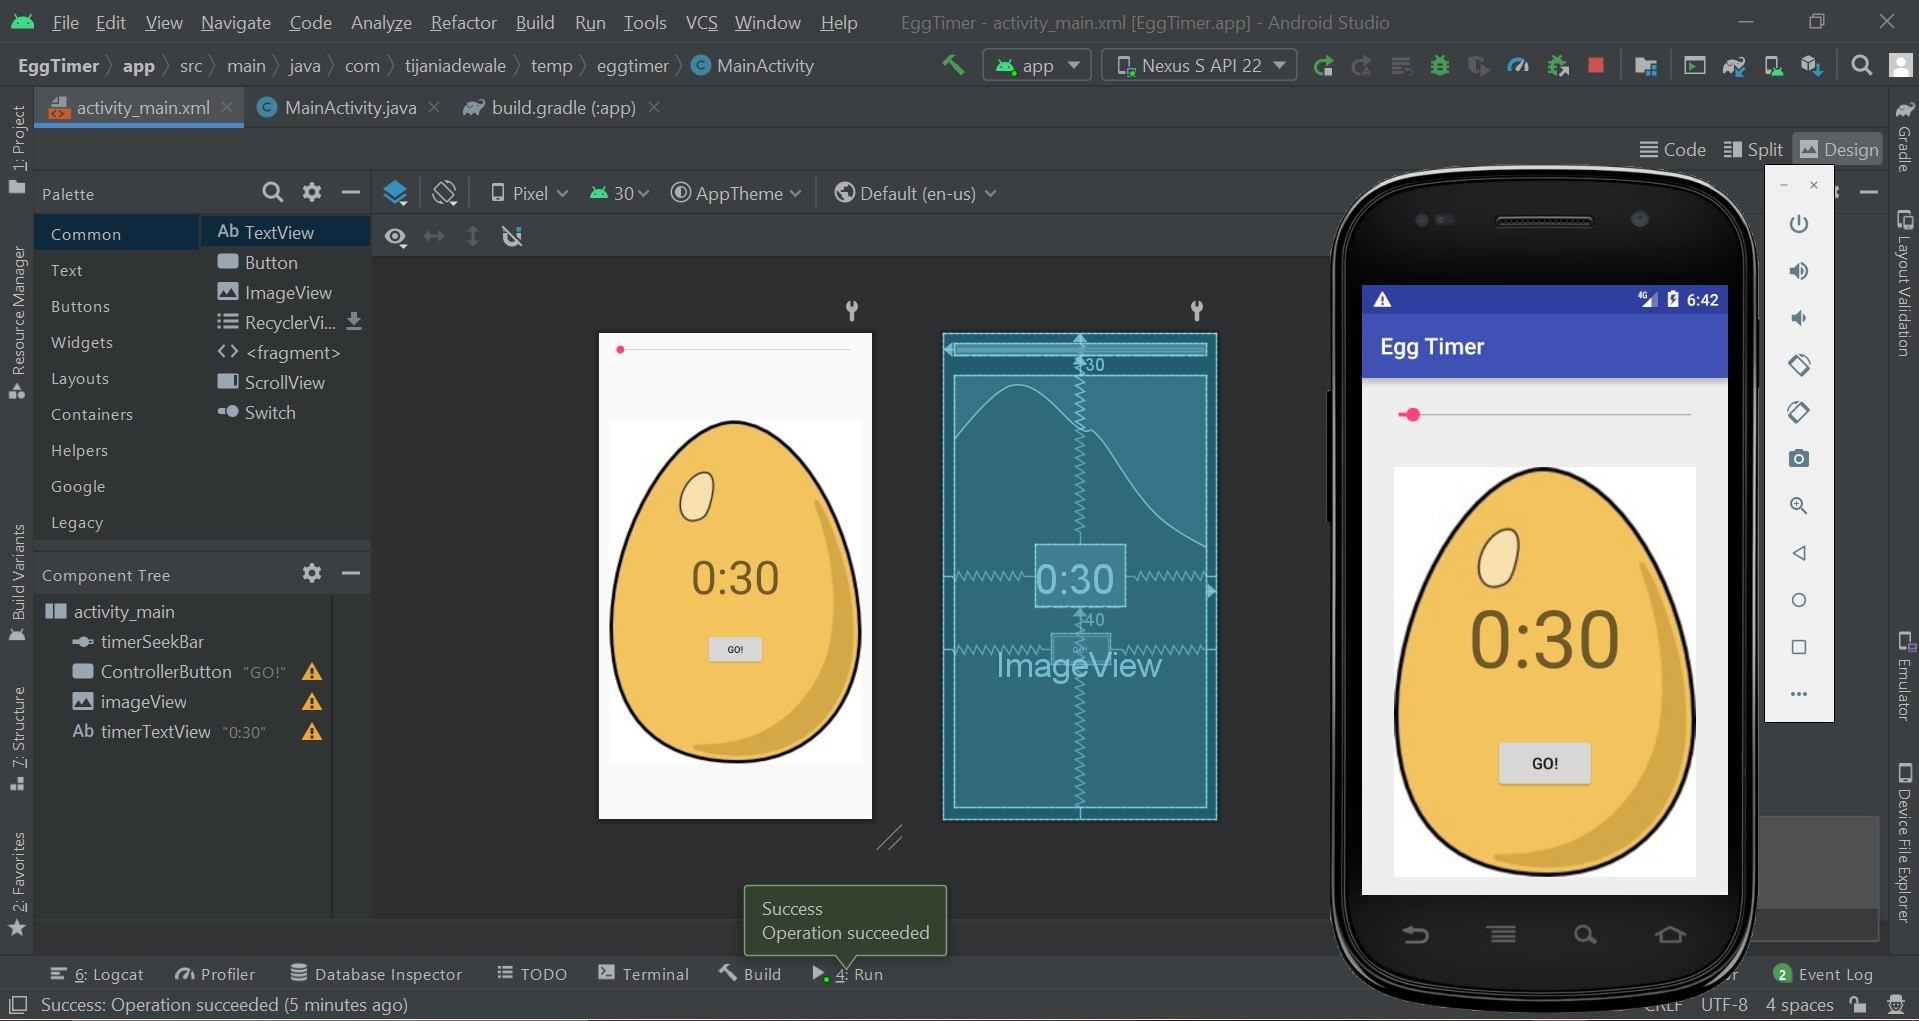 File Edit View Navigate Code Analyze Refactor Build Run Tools VCS Window Help EggTimer - activity_main.xml [EggTimer.app] - Android Studio
EggTimer app src main java com tijaniadewale temp eggtimer MainActivity app Nexus S API 22
activity_main.xml MainActivity.java build.gradle (:app)
Code Split Design
Palette
Pixel 30 AppTheme Default (en-us)
Common
Text
Buttons
Widgets
Layouts
Containers
Helpers
Google
Legacy
Ab TextView
Button
ImageView
RecyclerVi...
<fragment>
ScrollView
Switch
Component Tree
activity_main
timerSeekBar
ControllerButton "GO!"
imageView
Ab timerTextView "0:30"
0:30
GO!
30
0:30
40
ImageView
4G 6:42
Egg Timer
0:30
GO!
1: Project
Resource Manager
Build Variants
7: Structure
2: Favorites
Gradle
Layout Validation
Emulator
Device File Explorer
Success
Operation succeeded
6: Logcat Profiler Database Inspector TODO Terminal Build 4: Run 2 Event Log
Success: Operation succeeded (5 minutes ago) CRLF UTF-8 4 spaces